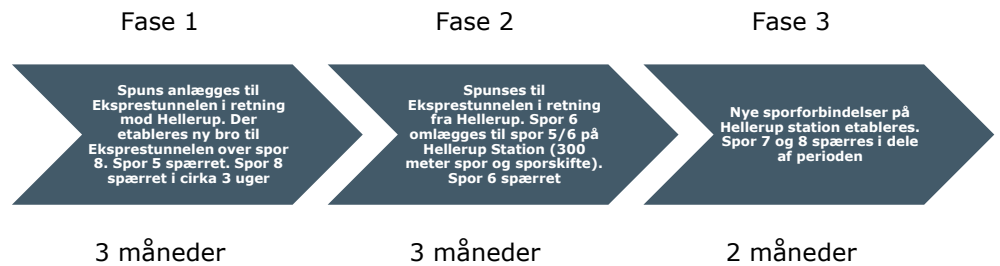 Fase 1
Fase 2
Fase 3
Spuns anlægges til
Eksprestunnelen i retning
mod Hellerup. Der
etableres ny bro til
Eksprestunnelen over spor
8. Spor 5 spærret. Spor 8
spærret i cirka 3 uger
Spunses til
Eksprestunnelen i retning
fra Hellerup. Spor 6
omlægges til spor 5/6 på
Hellerup Station (300
meter spor og sporskifte).
Spor 6 spærret
Nye sporforbindelser på
Hellerup station etableres.
Spor 7 og 8 spærres i dele
af perioden
3 måneder
3 måneder
2 måneder